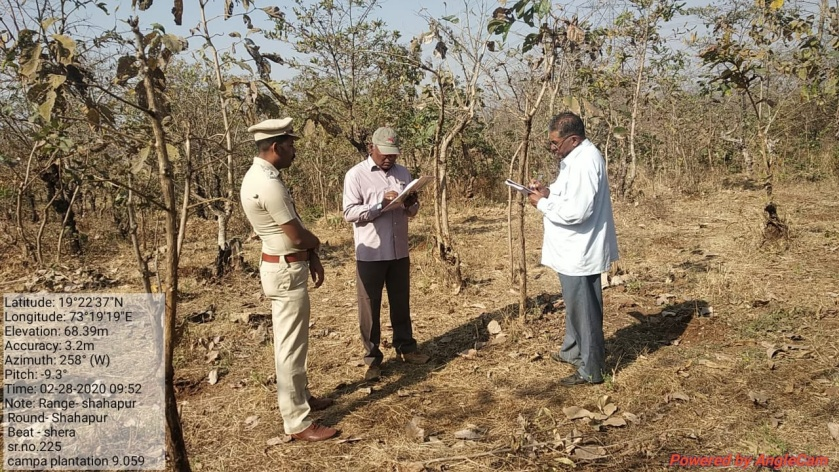 Latitude: 19°22'37"N
Longitude: 73°19'19"E
Elevation: 68.39m
Accuracy: 3.2m
Azimuth: 258° (W)
Pitch: -9.3°
Time: 02-28-2020 09:52
Note: Range- shahapur
Round- Shahapur
Beat - shera
sr.no.225
campa plantation 9.059
Powered by AngleCam